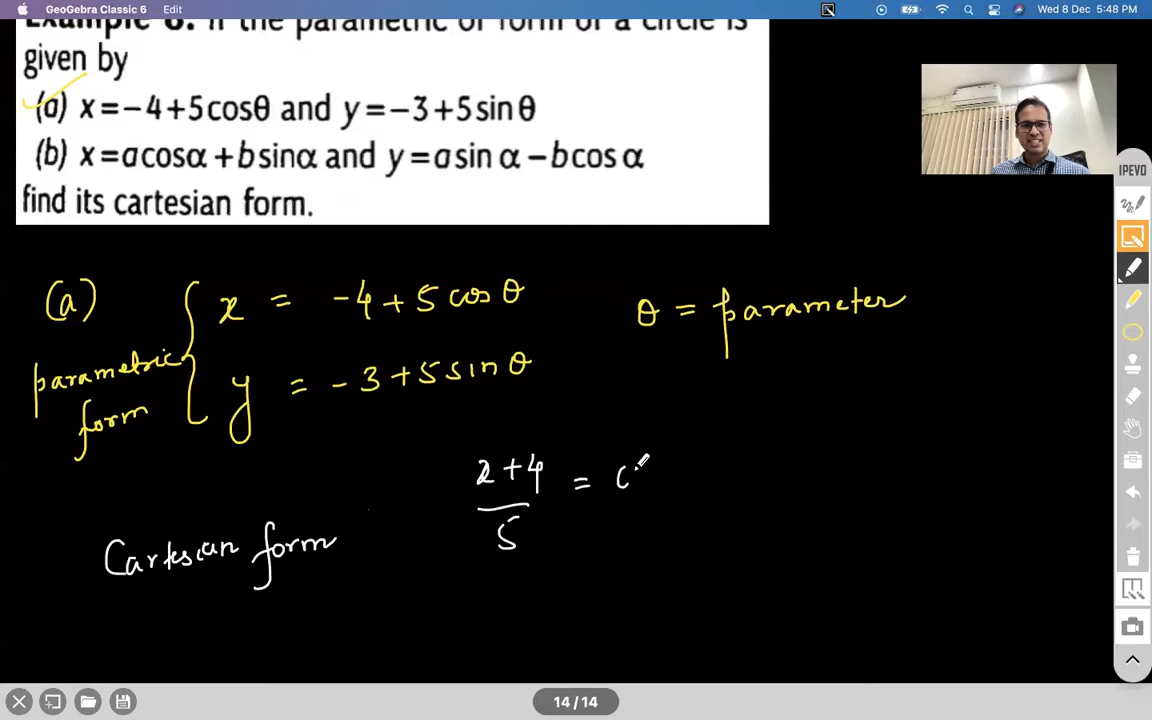 GeoGebra Classic 6 Edit Wed 8 Dec 5:48 PM
Example 8. If the parametric of form of a circle is
given by
(a) x=−4+5cosθ and y=−3+5sinθ
(b) x=acosα+bsinα and y=asinα−bcosα
find its cartesian form.
IPEVO
(a) x = -4+5 cos θ θ = parameter
parametric form
y = -3+5 sin θ
x+4 / 5 = c
Cartesian form
14/14